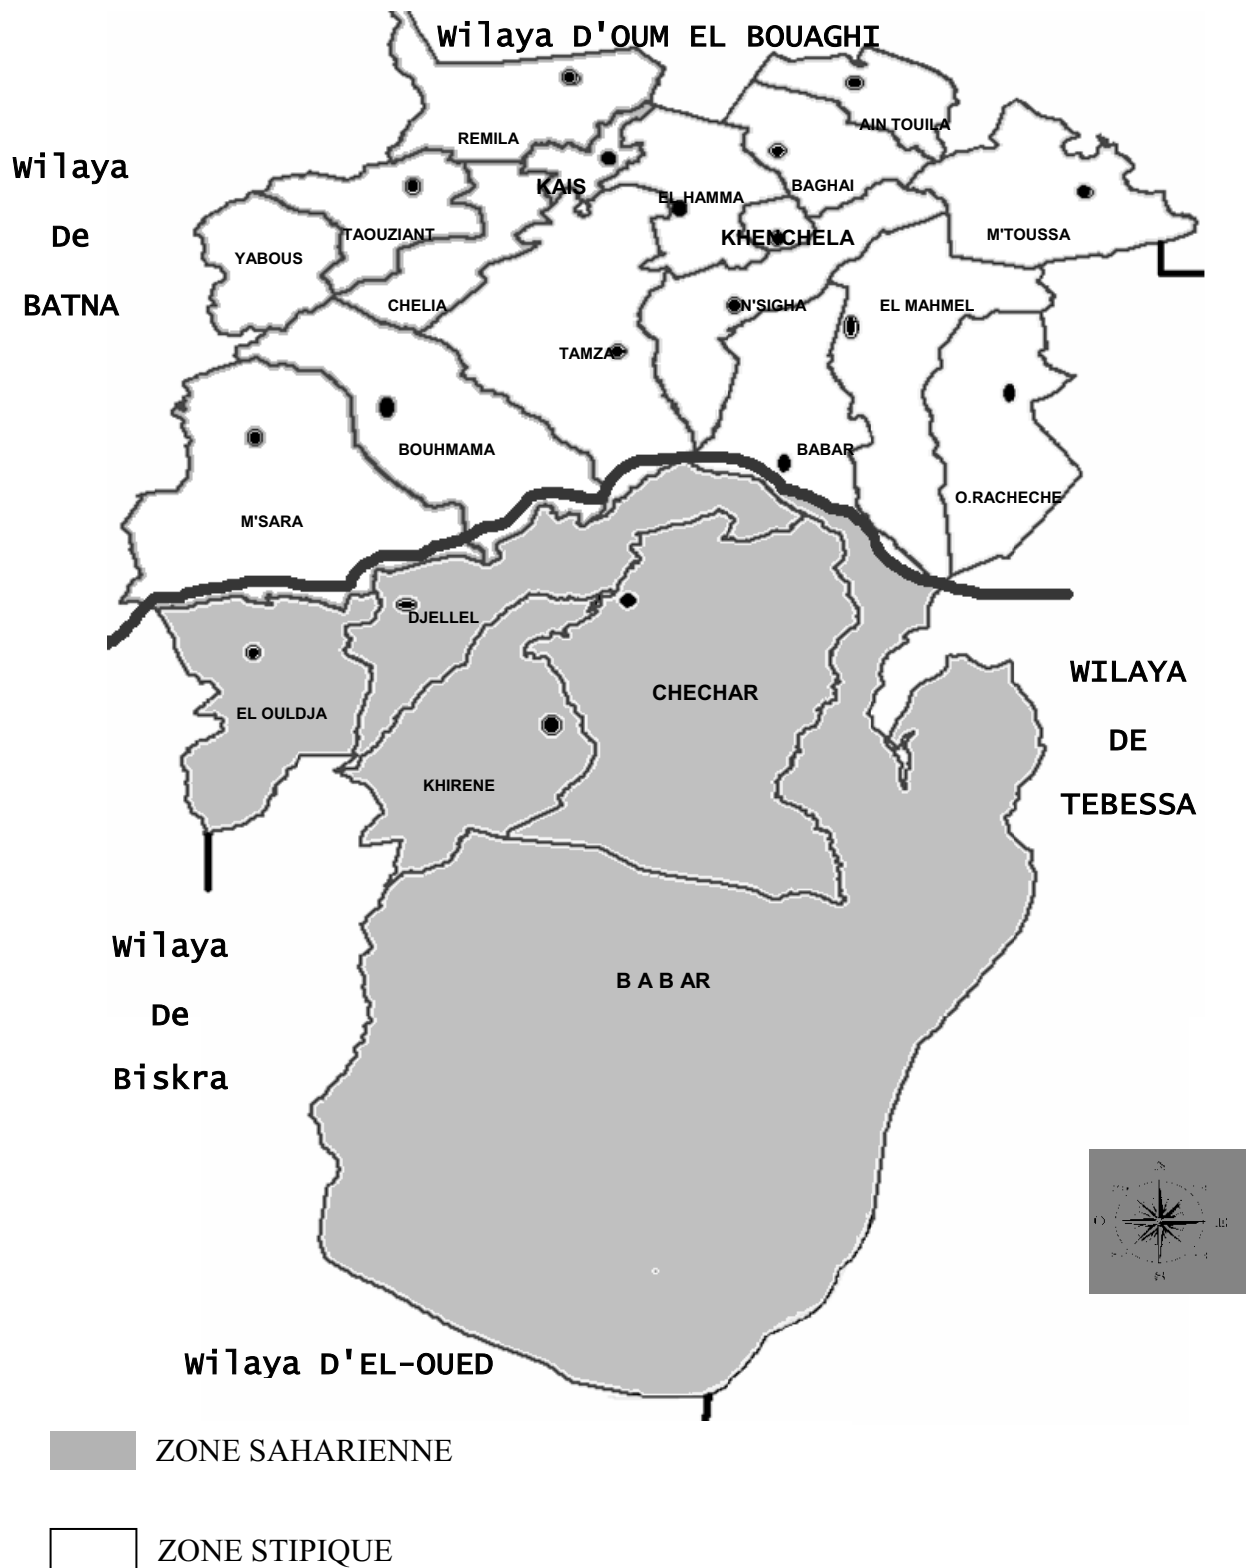 Wilaya D'OUM EL BOUAGHI
AIN TOUILA
REMILA
Wilaya
De
BATNA
KAIS
BAGHAI
EL HAMMA
TAOUZIANT
KHENCHELA
M'TOUSSA
YABOUS
CHELIA
N'SIGHA
EL MAHMEL
TAMZA
BOUHMAMA
BABAR
O.RACHECHE
M'SARA
DJELLEL
WILAYA
DE
TEBESSA
CHECHAR
EL OULDJA
KHIRENE
Wilaya
De
Biskra
B A B AR
O
E
Wilaya D'EL-OUED
ZONE SAHARIENNE
ZONE STIPIQUE